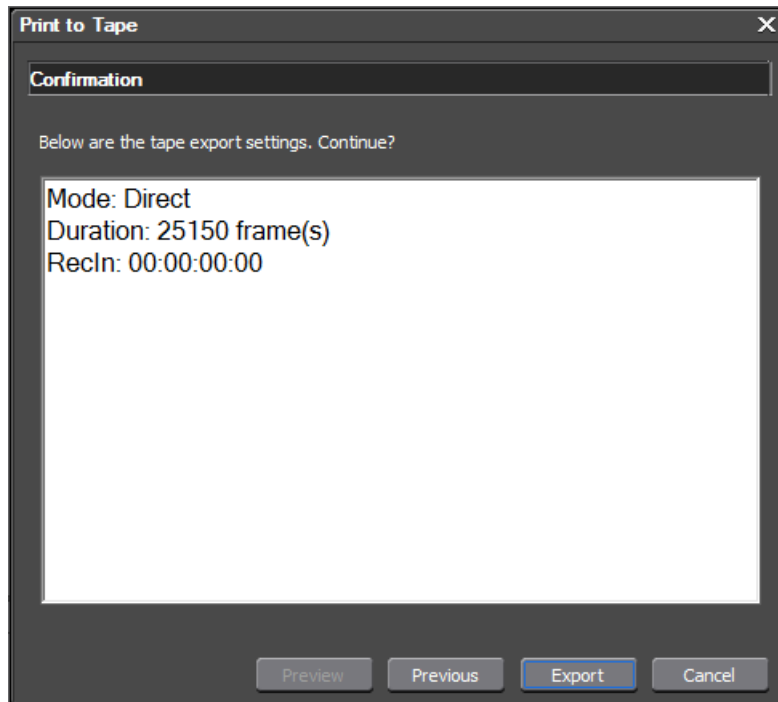 Print to Tape
Confirmation
Below are the tape export settings. Continue?
Mode: Direct
Duration: 25150 frame(s)
RecIn: 00:00:00:00
Preview Previous Export Cancel